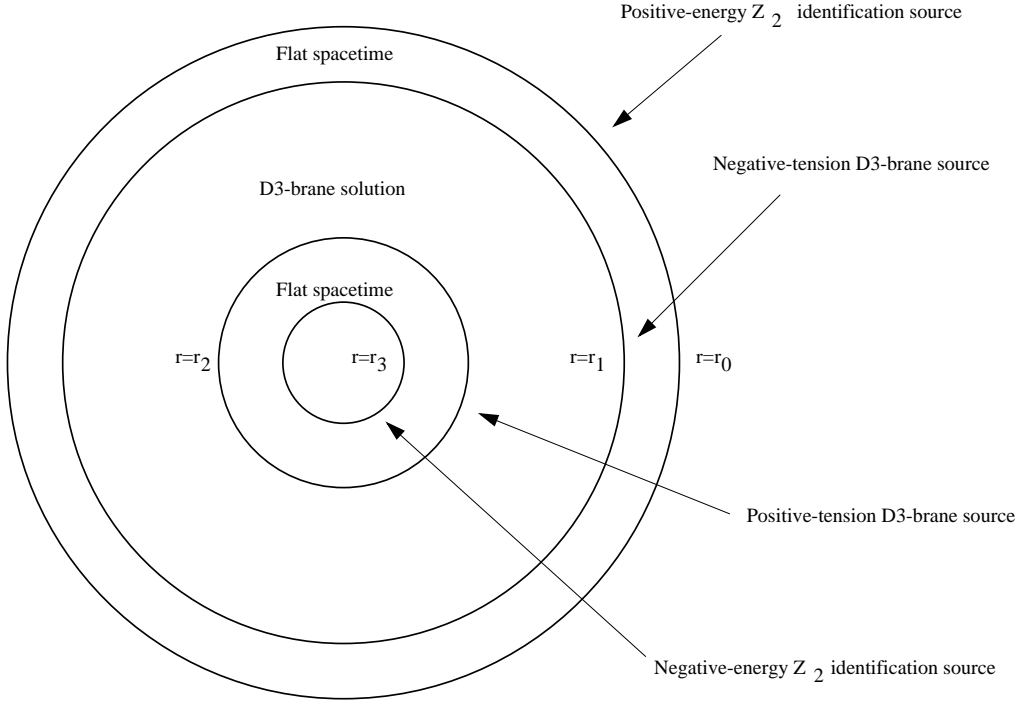 Positive-energy Z 2 identification source
Flat spacetime
Negative-tension D3-brane source
D3-brane solution
Flat spacetime
r=r2
r=r3
r=r1
r=r0
Positive-tension D3-brane source
Negative-energy Z 2 identification source